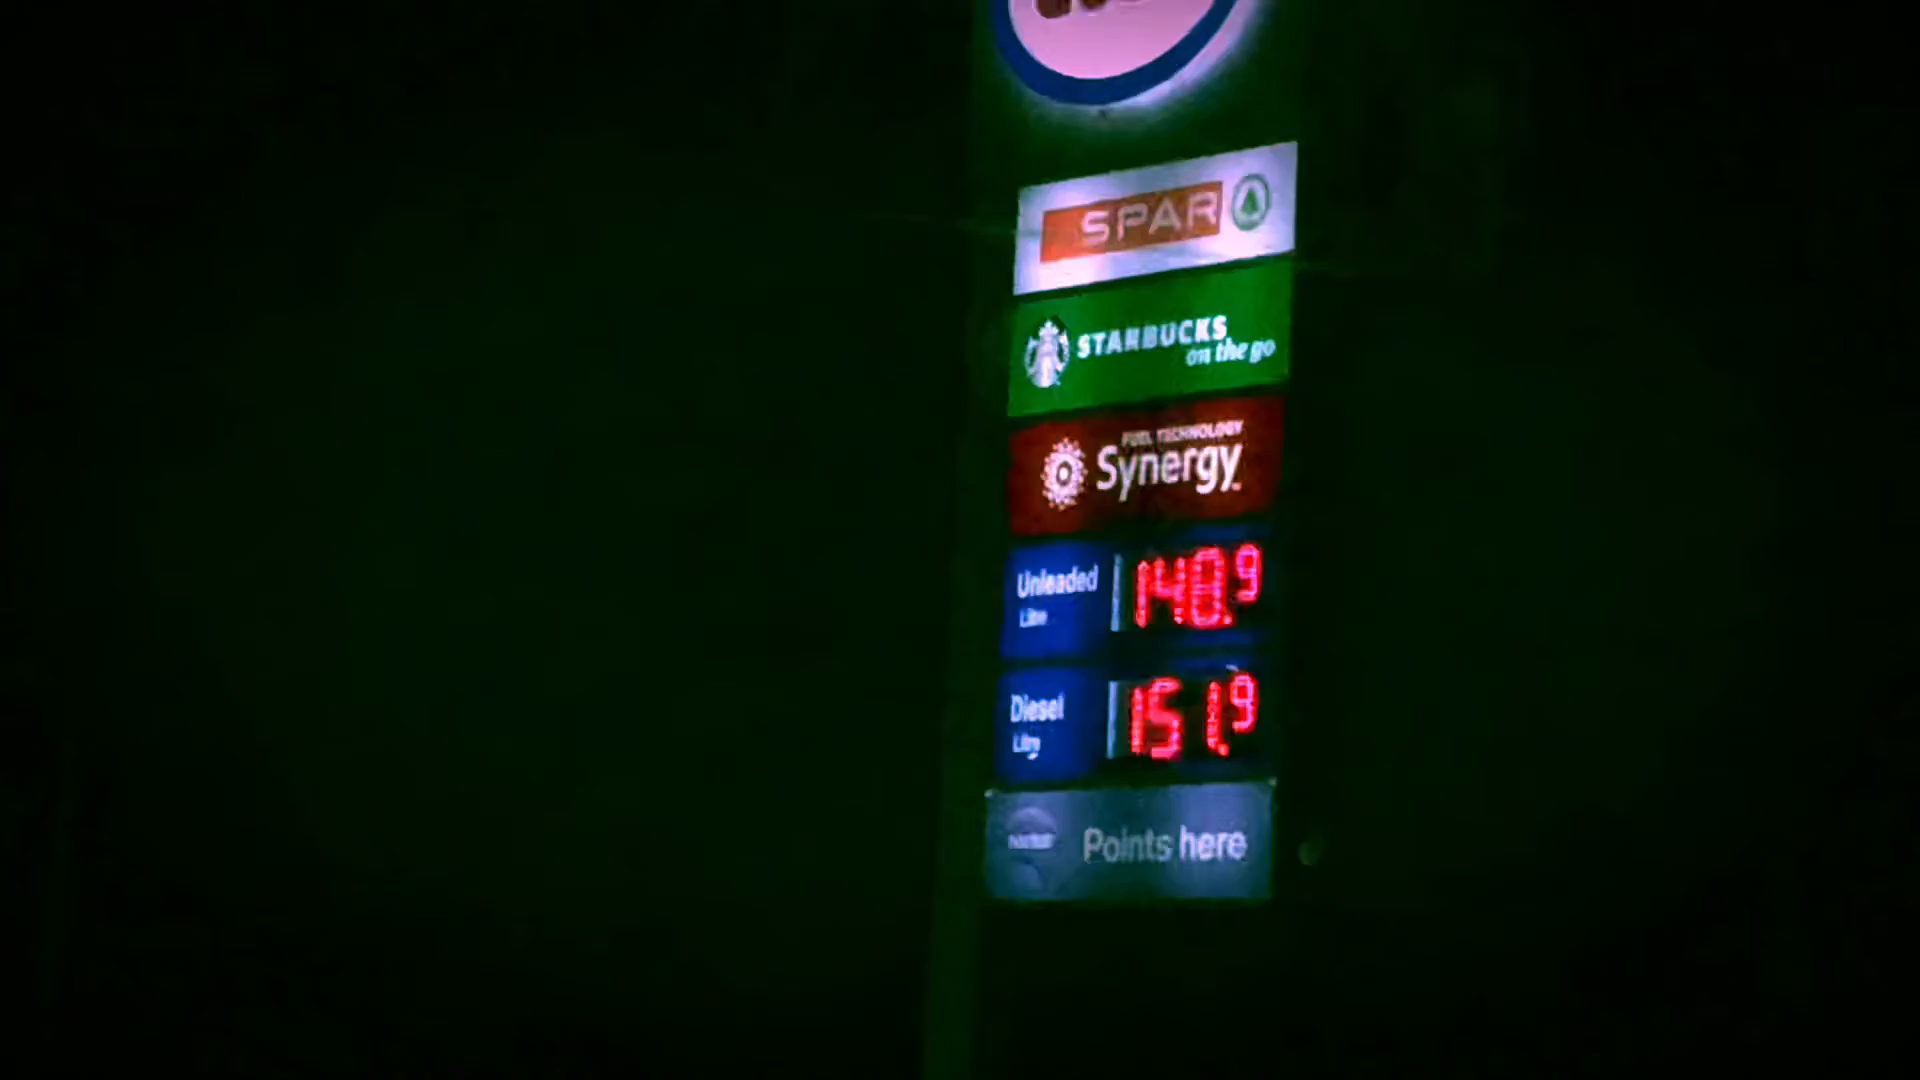 SPAR
STARBUCKS
on the go
FUEL TECHNOLOGY
Synergy
Unleaded 140.9
Litre
Diesel 151.9
Litre
Points here